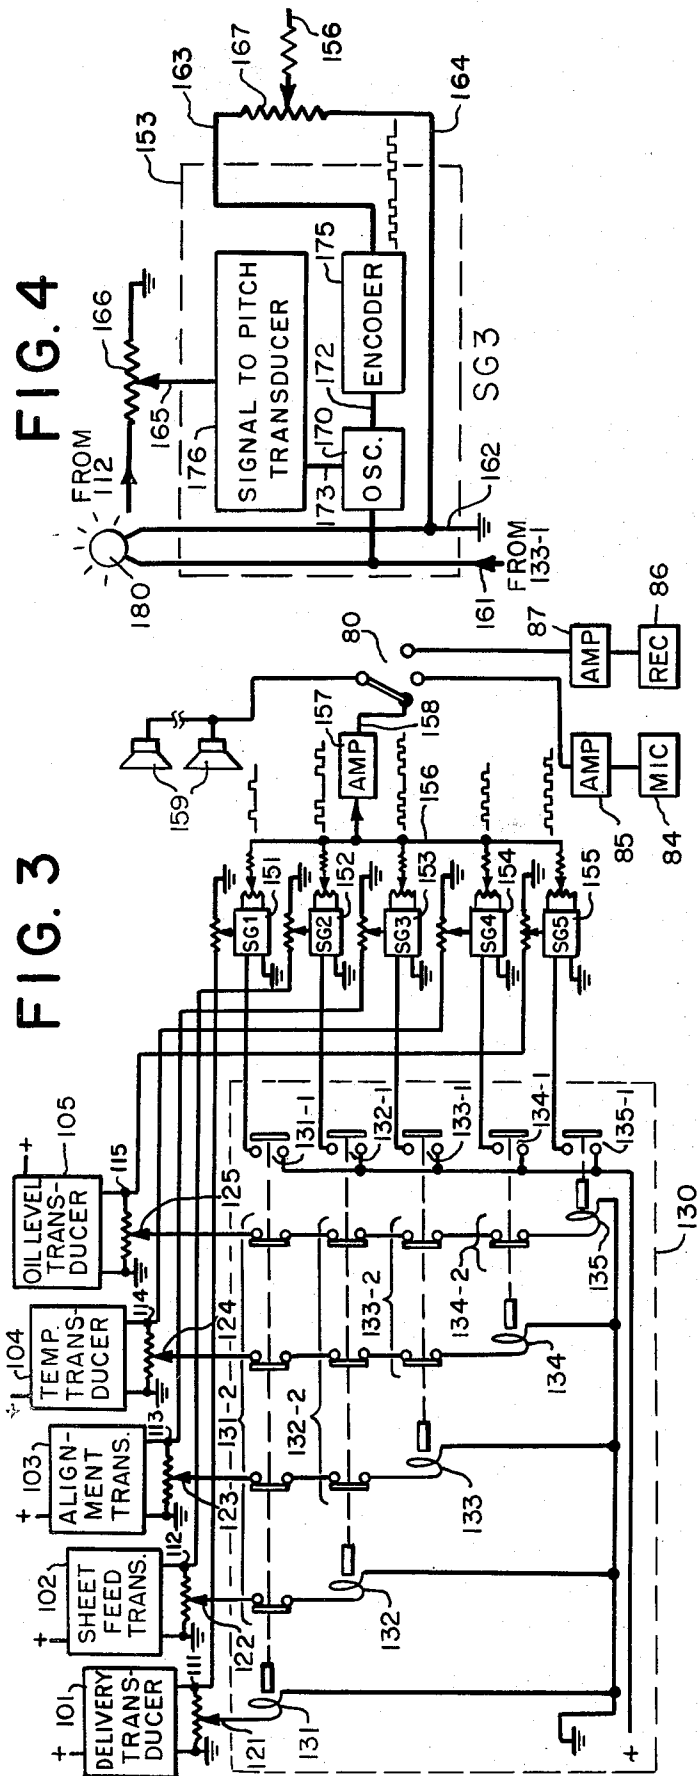 FIG. 4
FROM
112
166
165
176
SIGNAL TO PITCH
TRANSDUCER
153
163
167
156
164
173
170
172
175
OSC.
ENCODER
SG3
180
161
162
FROM
133-1
FIG. 3
159
157
AMP
158
80
156
87
AMP
86
REC
85
AMP
84
MIC
SG1
151
SG2
152
SG3
153
SG4
154
SG5
155
+
105
OIL LEVEL
TRANS-
DUCER
115
125
104
TEMP.
TRANS-
DUCER
114
124
+
103
ALIGN-
MENT
TRANS.
113
123
+
102
SHEET
FEED
TRANS.
112
122
+
101
DELIVERY
TRANS-
DUCER
111
121
131-1
132-1
133-1
134-1
135-1
131-2
132-2
133-2
134-2
131
132
133
134
135
130
+